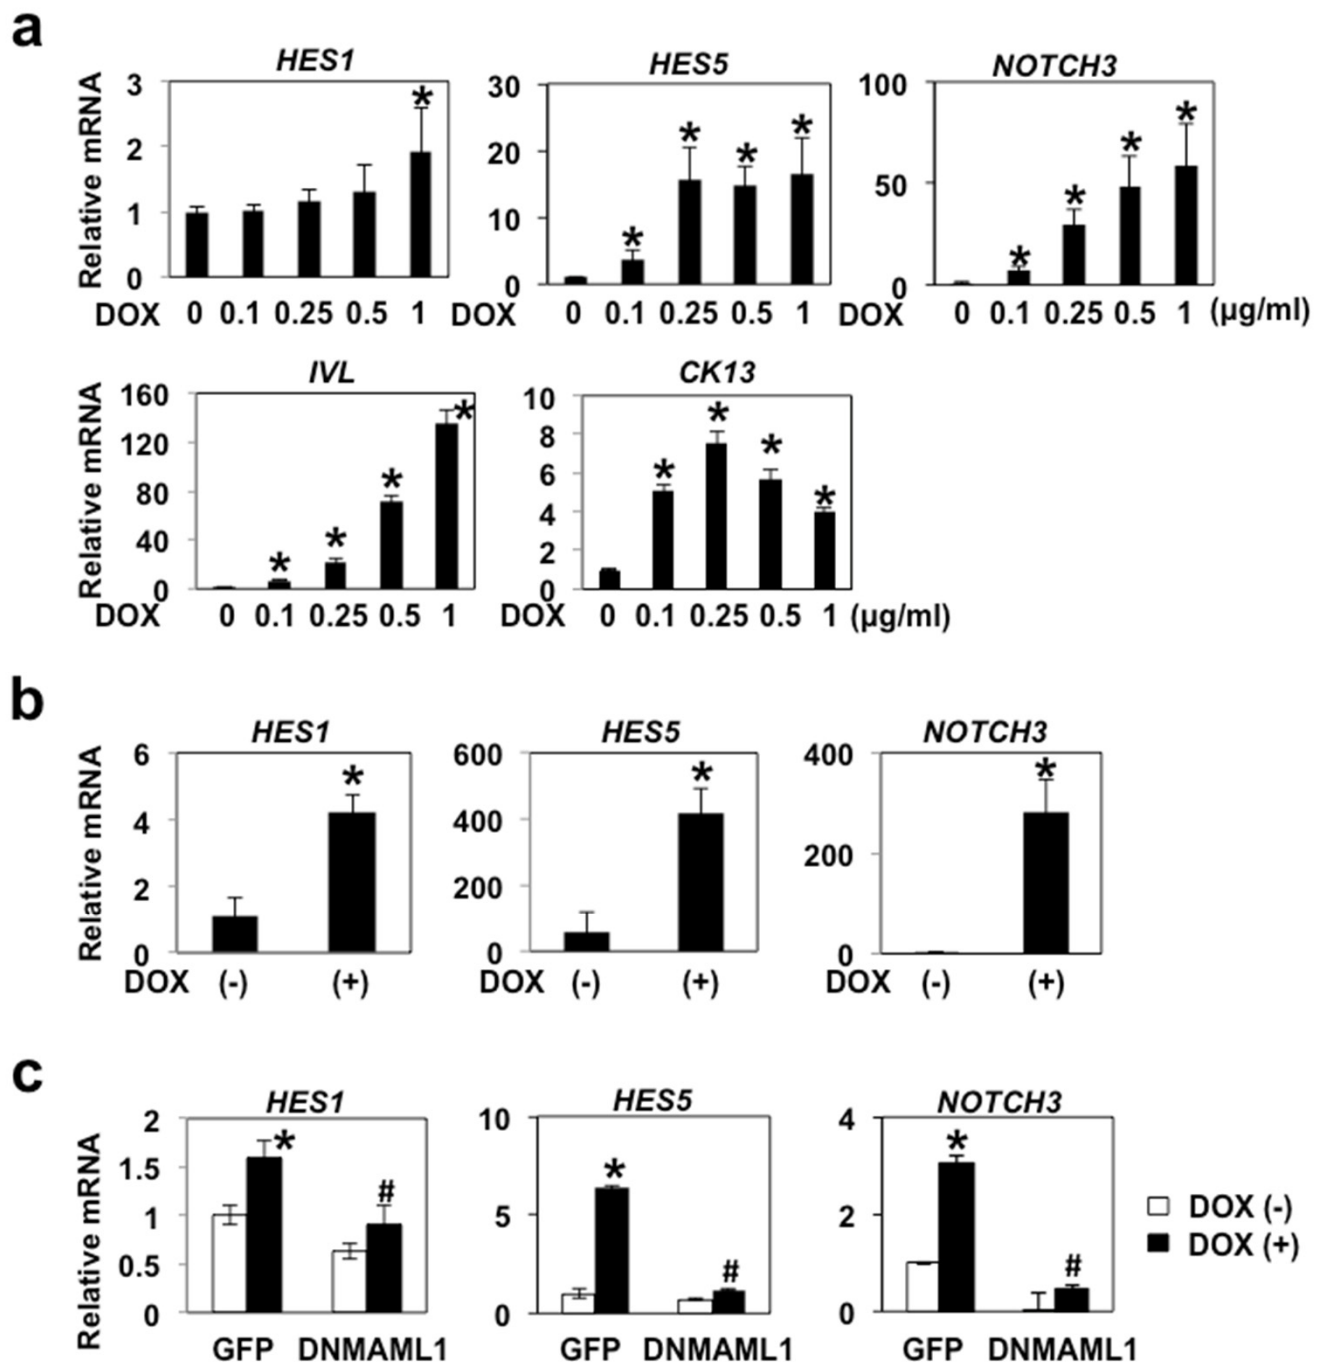 a
HES1 HES5 NOTCH3
Relative mRNA
3
2
1
0
30
20
10
0
100
50
0
* * * * * * * * *
DOX 0 0.1 0.25 0.5 1 DOX 0 0.1 0.25 0.5 1 DOX 0 0.1 0.25 0.5 1 (μg/ml)
IVL CK13
Relative mRNA
160
120
80
40
0
10
8
6
4
2
0
* * * * * * * *
DOX 0 0.1 0.25 0.5 1 DOX 0 0.1 0.25 0.5 1 (μg/ml)
b
HES1 HES5 NOTCH3
Relative mRNA
6
4
2
0
600
400
200
0
400
200
0
* * *
DOX (-) (+) DOX (-) (+) DOX (-) (+)
c
HES1 HES5 NOTCH3
Relative mRNA
2
1.5
1
0.5
0
10
5
0
4
2
0
* # * # * #
GFP DNMAML1 GFP DNMAML1 GFP DNMAML1
DOX (-)
DOX (+)